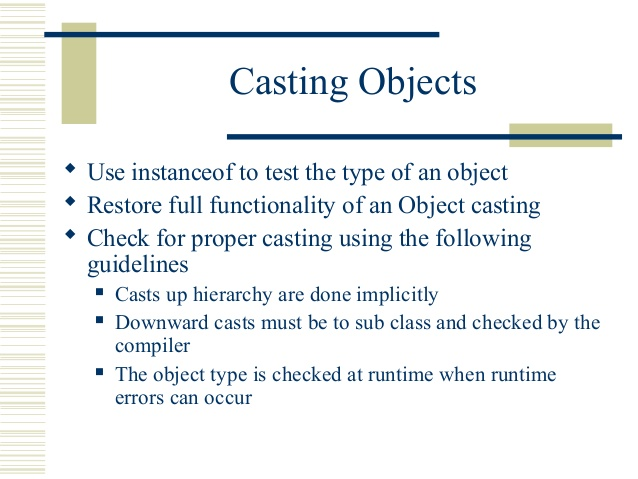 Casting Objects
Use instanceof to test the type of an object
Restore full functionality of an Object casting
Check for proper casting using the following
guidelines
Casts up hierarchy are done implicitly
Downward casts must be to sub class and checked by the
compiler
The object type is checked at runtime when runtime
errors can occur